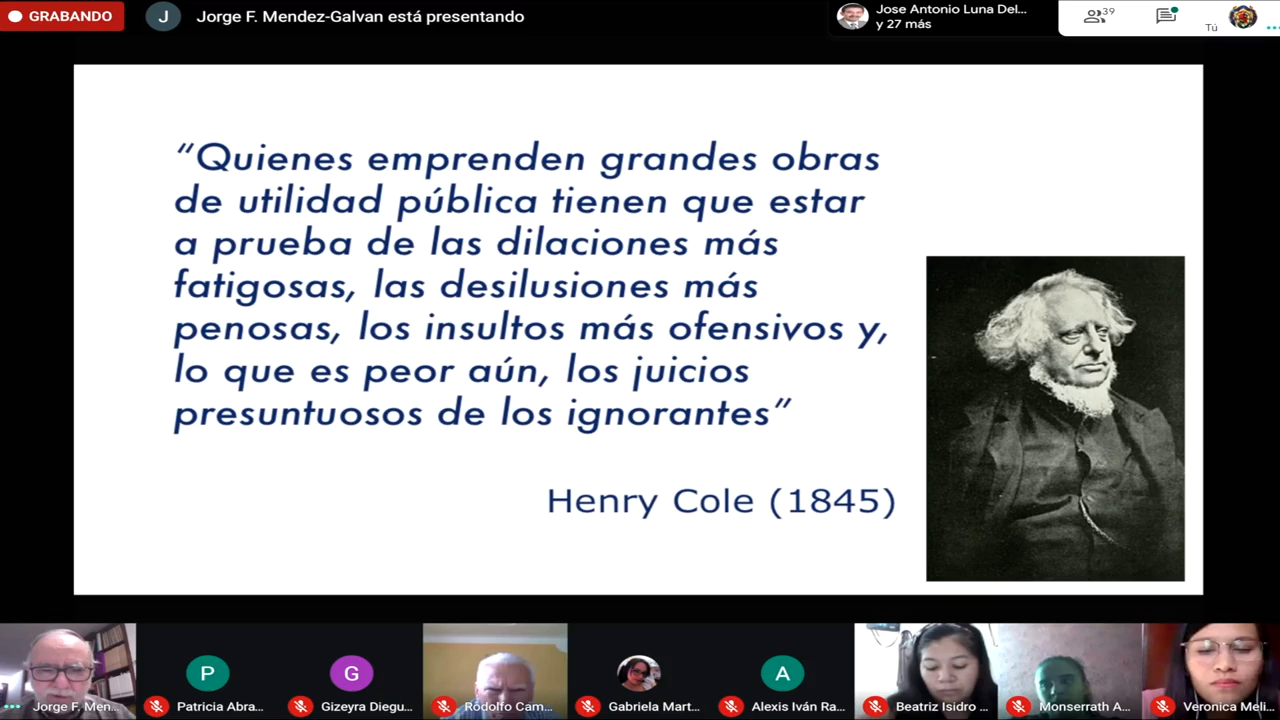 GRABANDO
J
Jorge F. Mendez-Galvan está presentando
Jose Antonio Luna Del...
y 27 más
39
Tú
“Quienes emprenden grandes obras
de utilidad pública tienen que estar
a prueba de las dilaciones más
fatigosas, las desilusiones más
penosas, los insultos más ofensivos y,
lo que es peor aún, los juicios
presuntuosos de los ignorantes”
Henry Cole (1845)
P
G
A
Jorge F. Men...
Patricia Abra...
Gizeyra Diegu...
Rodolfo Cam...
Gabriela Mart...
Alexis Iván Ra...
Beatriz Isidro ...
Monserrath A...
Veronica Meli...